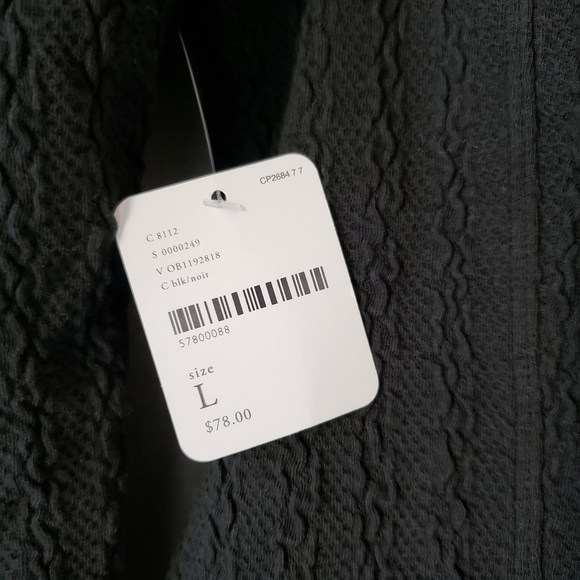 CP2684 7 7
C 8112
S 0000249
V OB1192818
C blk/noir
57800088
size
L
$78.00